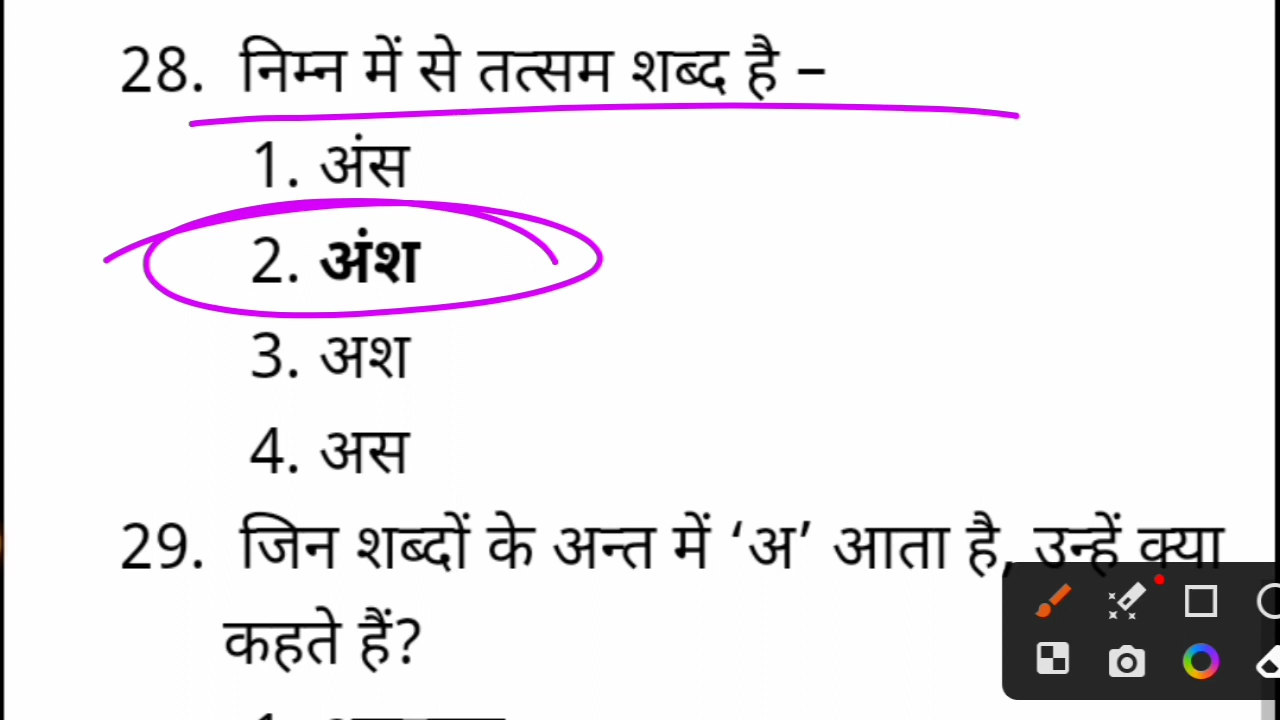 28. निम्न में से तत्सम शब्द है –
1. अंस
2. अंश
3. अश
4. अस
29. जिन शब्दों के अन्त में ‘अ’ आता है, उन्हें क्या
कहते हैं?